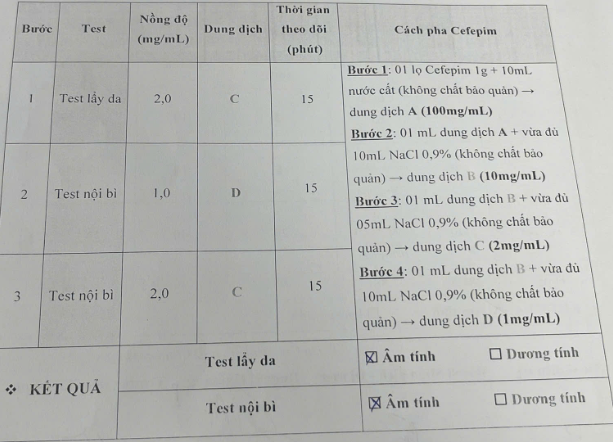 Bước Test Nồng độ (mg/mL) Dung dịch Thời gian theo dõi (phút) Cách pha Cefepim
1 Test lẩy da 2,0 C 15
2 Test nội bì 1,0 D 15
3 Test nội bì 2,0 C 15
Bước 1: 01 lọ Cefepim 1g + 10mL
nước cất (không chất bảo quản) →
dung dịch A (100mg/mL)
Bước 2: 01 mL dung dịch A + vừa đủ
10mL NaCl 0,9% (không chất bảo
quản) → dung dịch B (10mg/mL)
Bước 3: 01 mL dung dịch B + vừa đủ
05mL NaCl 0,9% (không chất bảo
quản) → dung dịch C (2mg/mL)
Bước 4: 01 mL dung dịch B + vừa đủ
10mL NaCl 0,9% (không chất bảo
quản) → dung dịch D (1mg/mL)
❖ KẾT QUẢ
Test lẩy da ☒ Âm tính ☐ Dương tính
Test nội bì ☒ Âm tính ☐ Dương tính